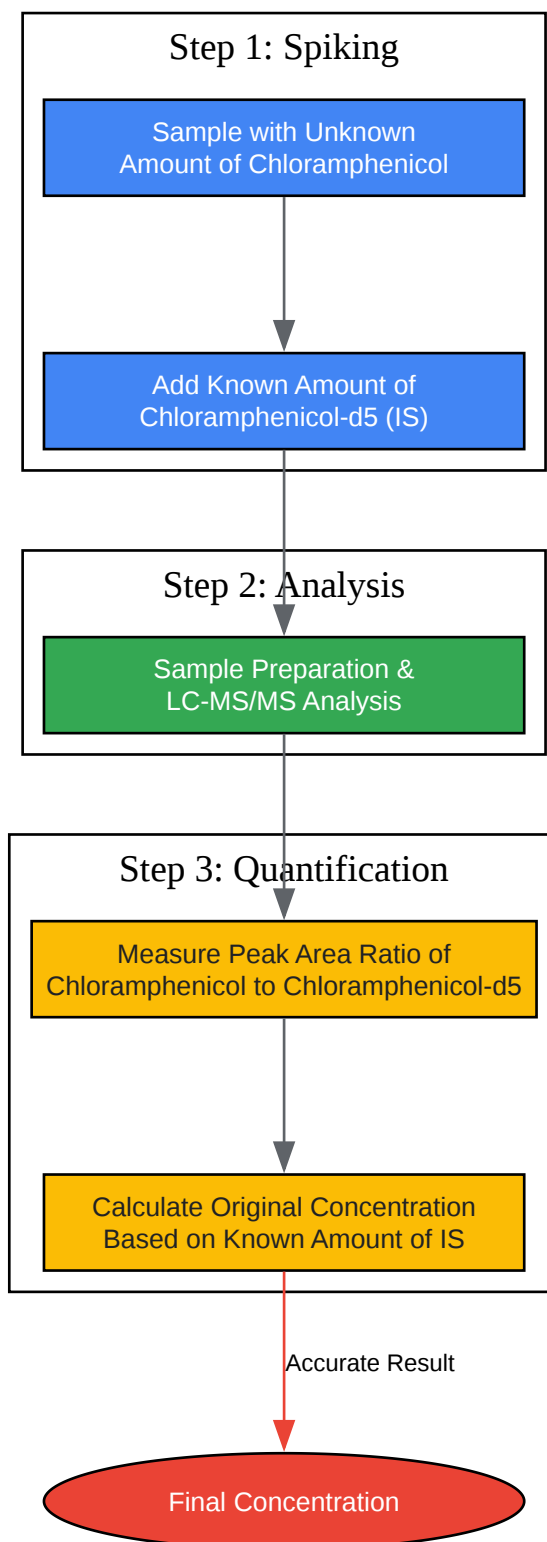 Step 1: Spiking
Sample with Unknown
Amount of Chloramphenicol
Add Known Amount of
Chloramphenicol-d5 (IS)
Step 2: Analysis
Sample Preparation &
LC-MS/MS Analysis
Step 3: Quantification
Measure Peak Area Ratio of
Chloramphenicol to Chloramphenicol-d5
Calculate Original Concentration
Based on Known Amount of IS
Accurate Result
Final Concentration